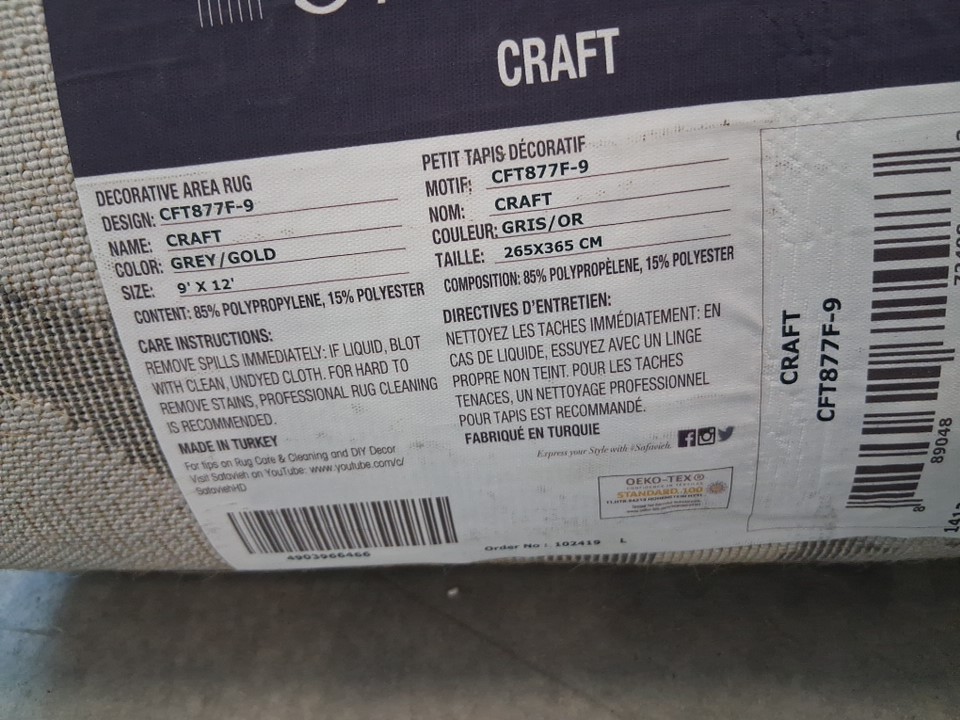 CRAFT
DECORATIVE AREA RUG
DESIGN: CFT877F-9
NAME: CRAFT
COLOR: GREY/GOLD
SIZE: 9' X 12'
CONTENT: 85% POLYPROPYLENE, 15% POLYESTER
CARE INSTRUCTIONS:
REMOVE SPILLS IMMEDIATELY: IF LIQUID, BLOT
WITH CLEAN, UNDYED CLOTH. FOR HARD TO
REMOVE STAINS, PROFESSIONAL RUG CLEANING
IS RECOMMENDED.
MADE IN TURKEY
For tips on Rug Care & Cleaning and DIY Decor
Visit Safavieh on YouTube: www.youtube.com/c/
SafaviehHD
4903966466
PETIT TAPIS DÉCORATIF
MOTIF: CFT877F-9
NOM: CRAFT
COULEUR: GRIS/OR
TAILLE: 265X365 CM
COMPOSITION: 85% POLYPROPÈLENE, 15% POLYESTER
DIRECTIVES D'ENTRETIEN:
NETTOYEZ LES TACHES IMMÉDIATEMENT: EN
CAS DE LIQUIDE, ESSUYEZ AVEC UN LINGE
PROPRE NON TEINT. POUR LES TACHES
TENACES, UN NETTOYAGE PROFESSIONNEL
POUR TAPIS EST RECOMMANDÉ.
FABRIQUÉ EN TURQUIE
Express your Style with #Safavieh
OEKO-TEX®
CONFIDENCE IN TEXTILES
STANDARD 100
Order No : 102419 L
CRAFT
CFT877F-9
8
89048